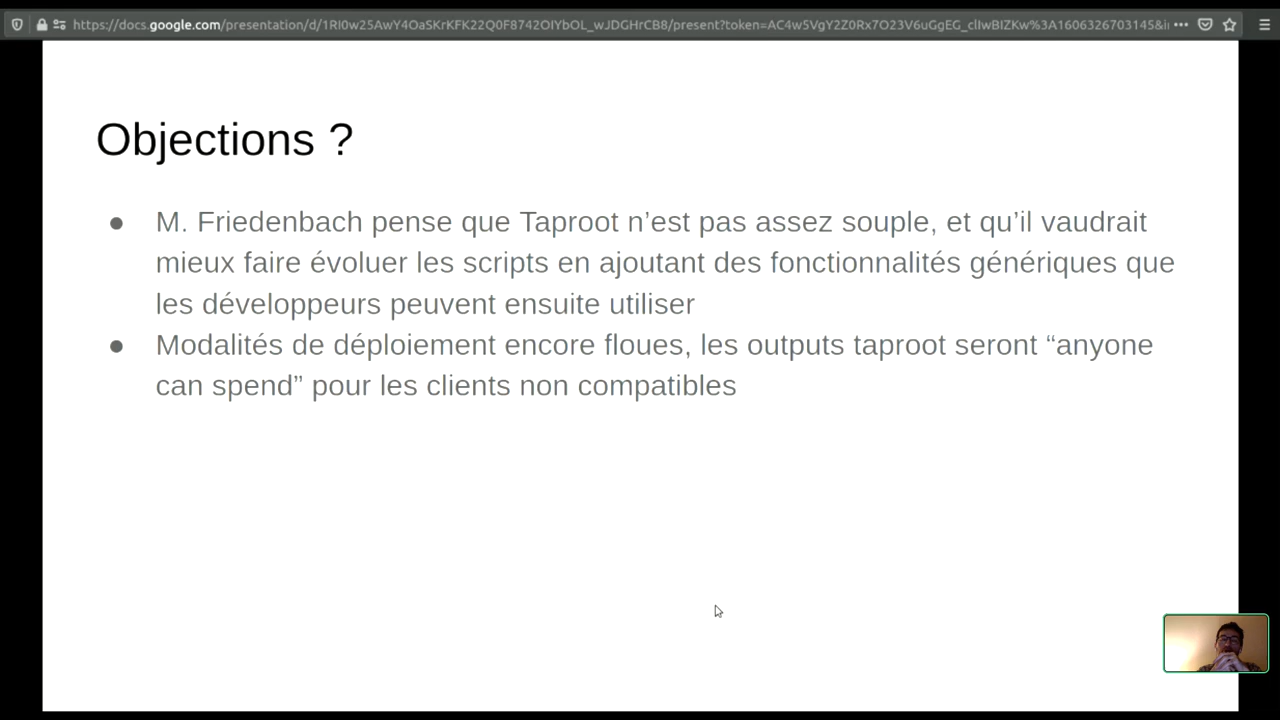 https://docs.google.com/presentation/d/1RI0w25AwY4OaSKrKFK22Q0F8742OIYbOL_wJDGHrCB8/present?token=AC4w5VgY2Z0Rx7O23V6uGgEG_clIwBIZKw%3A1606326703145&i
Objections ?
● M. Friedenbach pense que Taproot n’est pas assez souple, et qu’il vaudrait
mieux faire évoluer les scripts en ajoutant des fonctionnalités génériques que
les développeurs peuvent ensuite utiliser
● Modalités de déploiement encore floues, les outputs taproot seront “anyone
can spend” pour les clients non compatibles